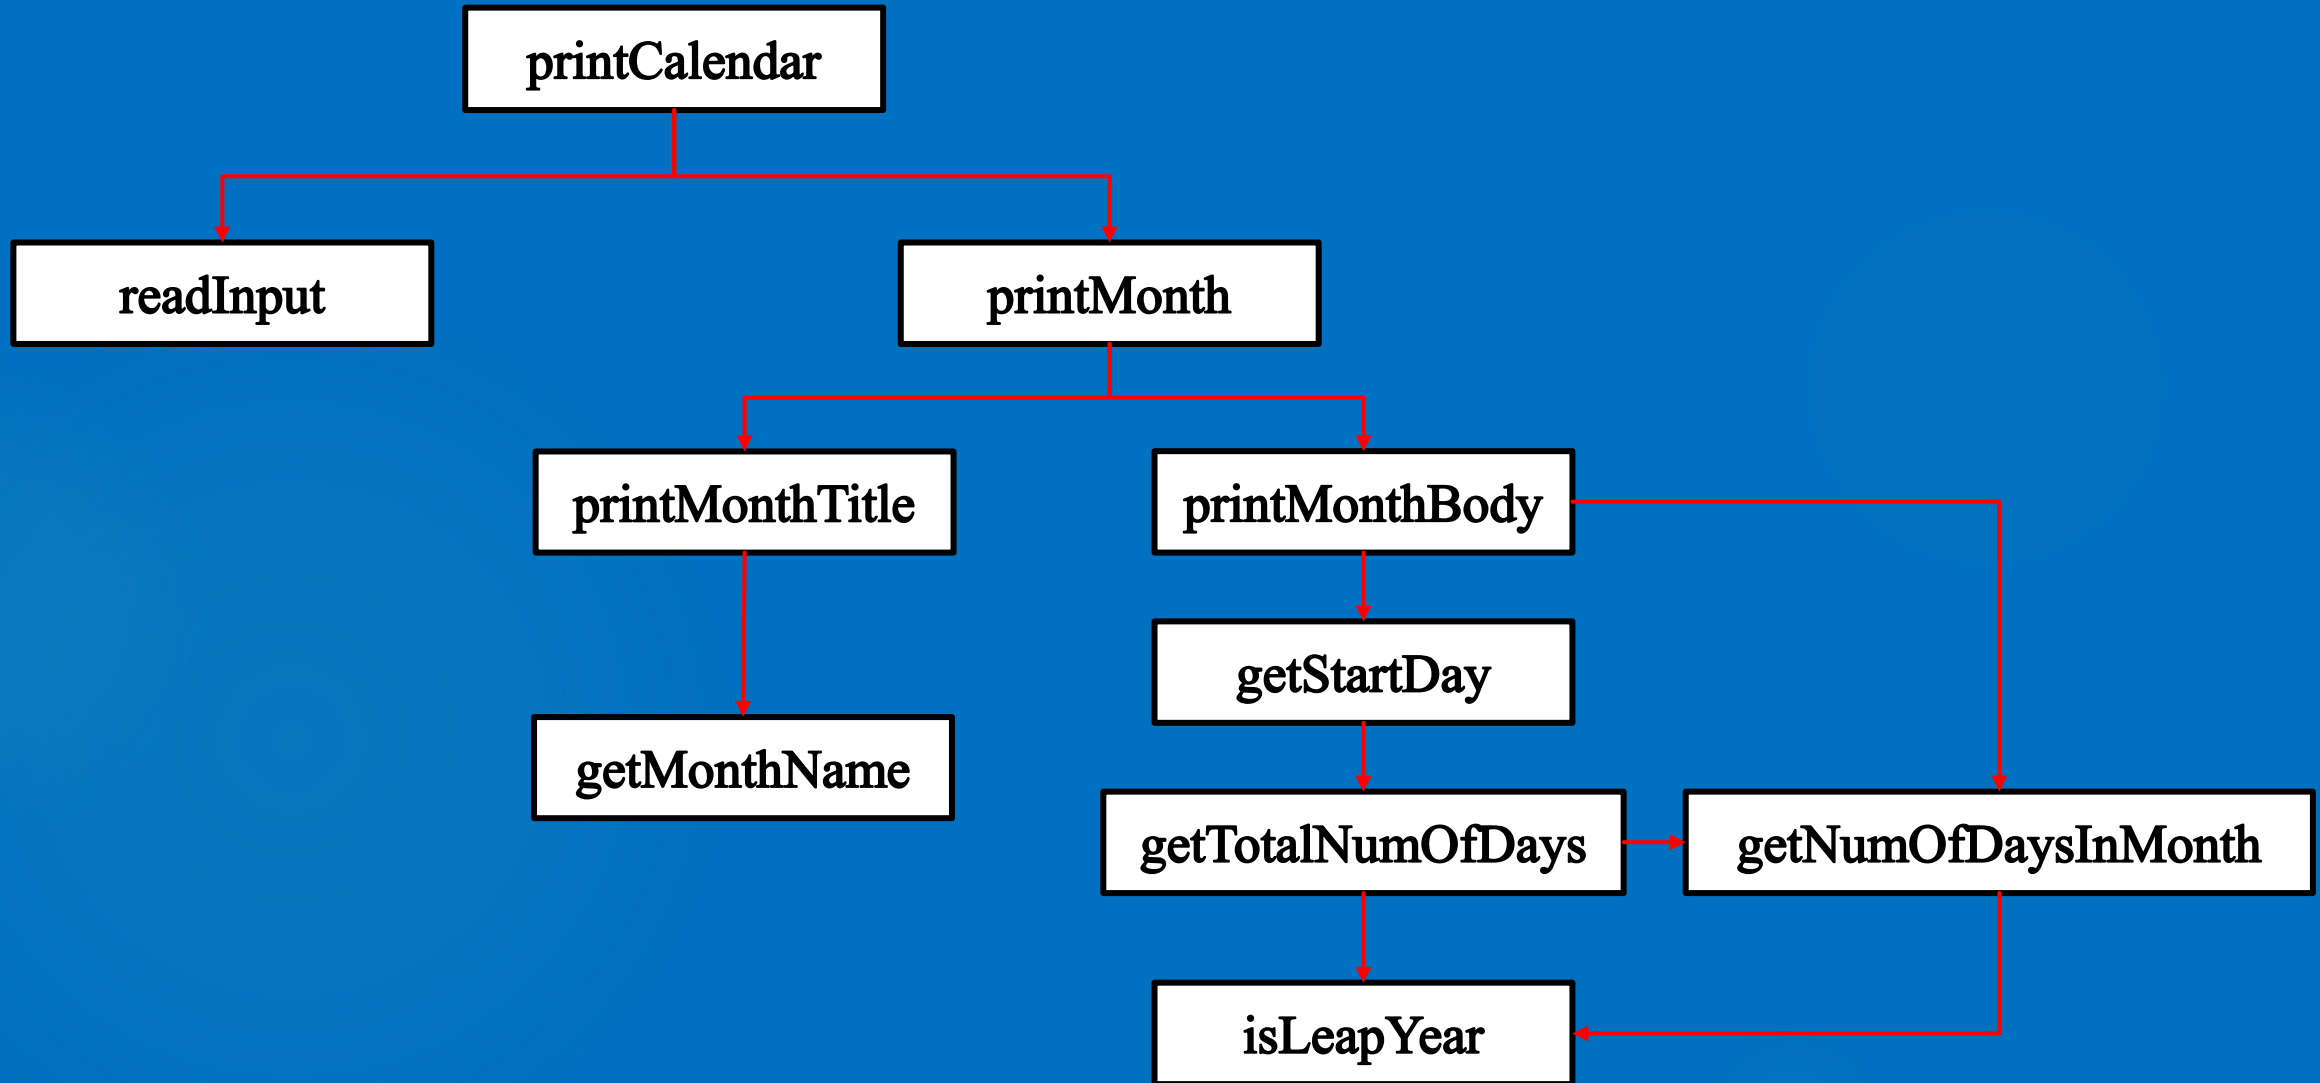 printCalendar
readInput
printMonth
printMonthTitle
printMonthBody
getStartDay
getMonthName
getTotalNumOfDays
getNumOfDaysInMonth
isLeapYear